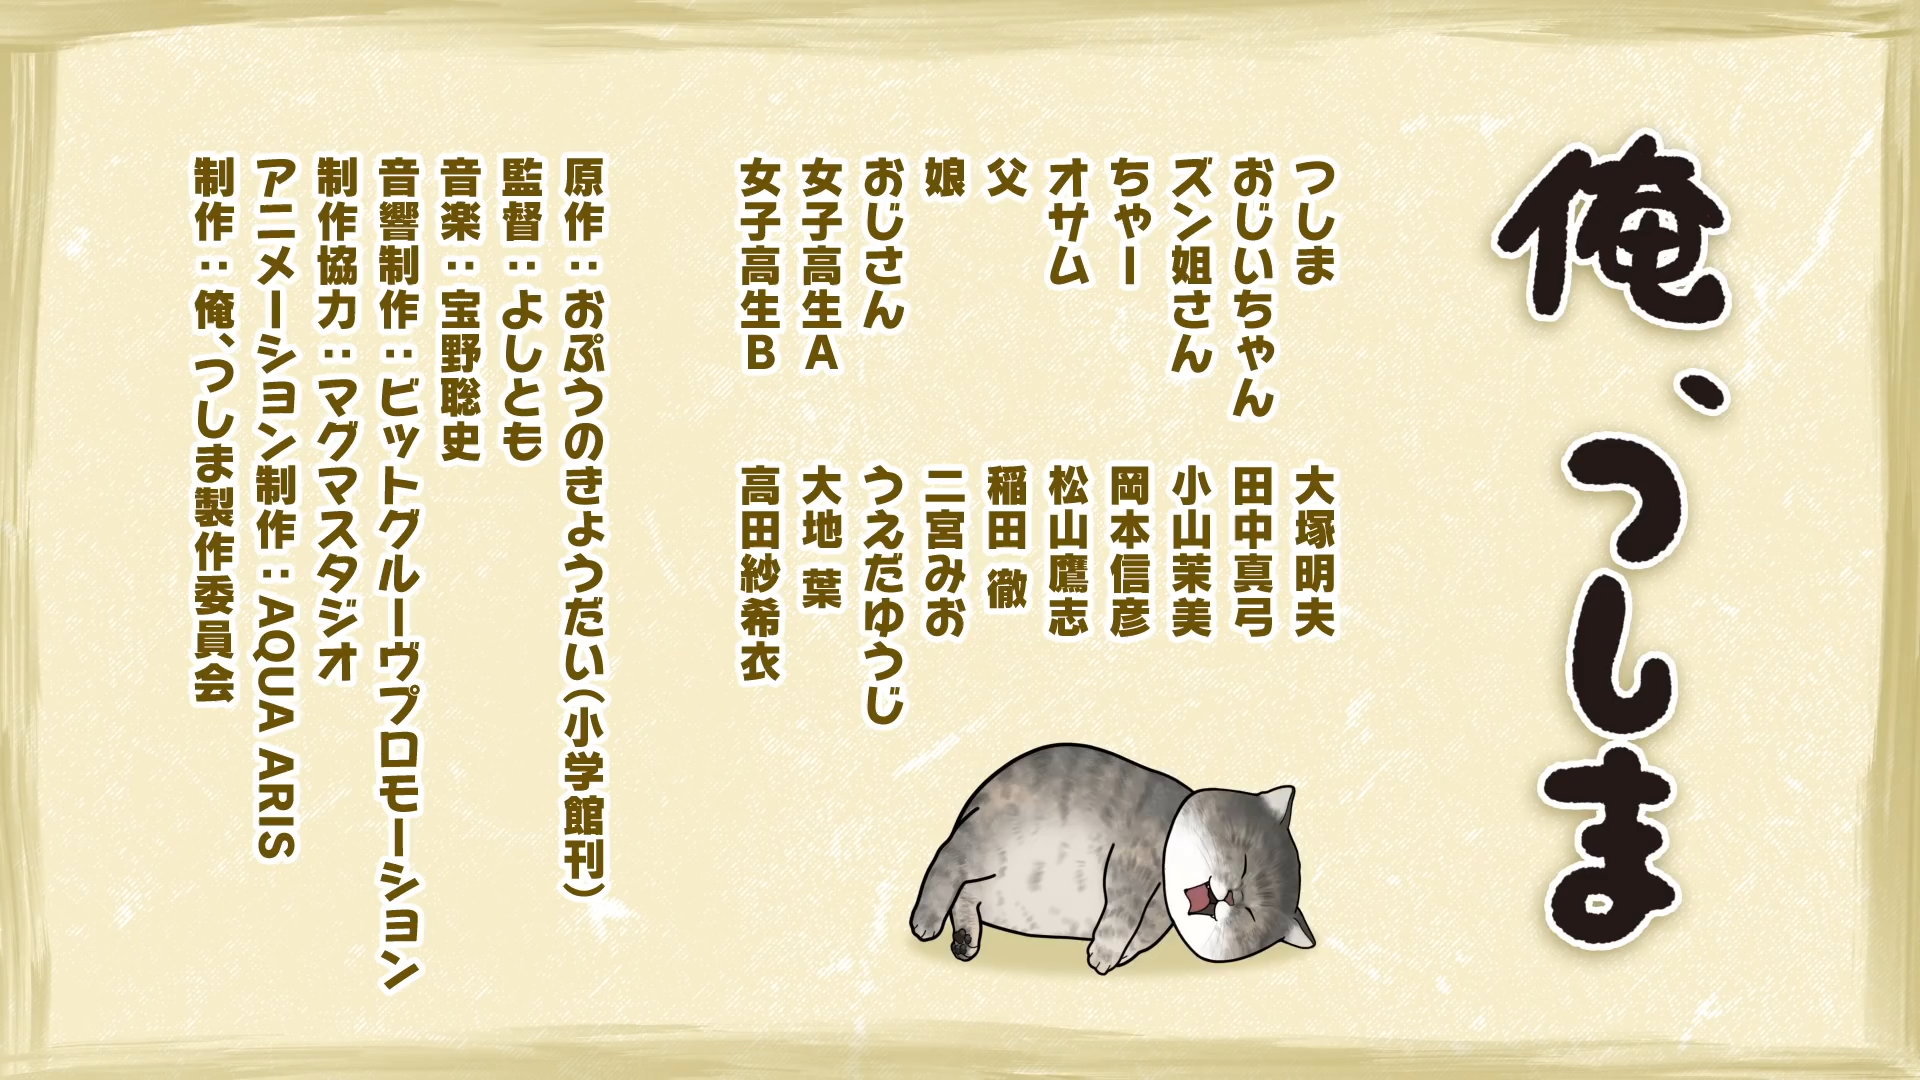 俺、つしま
つしま 大塚明夫
おじいちゃん 田中真弓
ズン姐さん 小山茉美
ちゃー 岡本信彦
オサム 松山鷹志
父 稲田 徹
娘 二宮みお
おじさん うえだゆうじ
女子高生A 大地 葉
女子高生B 高田紗希衣
原作：おぷうのきょうだい（小学館刊）
監督：よしとも
音楽：宝野聡史
音響制作：ビットグルーヴプロモーション
制作協力：マグマスタジオ
アニメーション制作：AQUA ARIS
制作：俺、つしま製作委員会